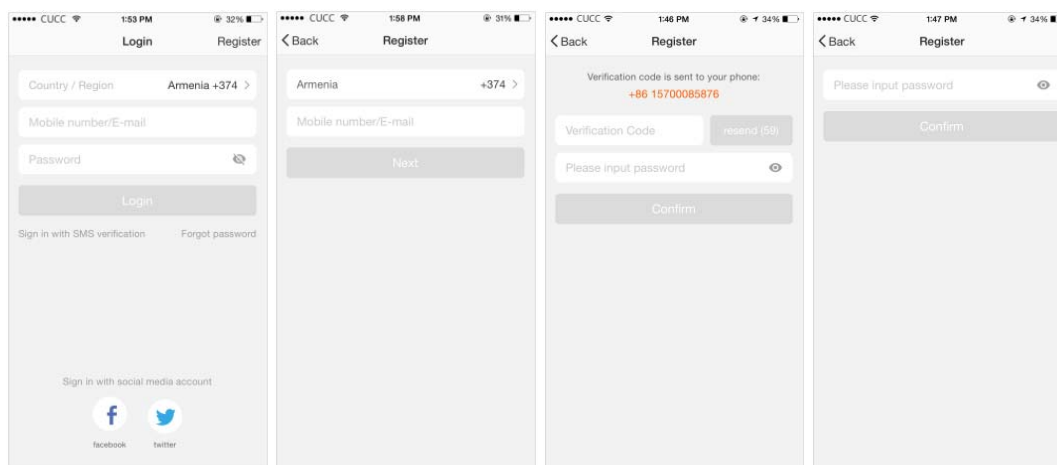 CUCC 1:53 PM 32%
Login Register
Country / Region Armenia +374
Mobile number/E-mail
Password
Login
Sign in with SMS verification Forgot password
Sign in with social media account
f
facebook twitter
CUCC 1:58 PM 31%
Back Register
Armenia +374
Mobile number/E-mail
Next
CUCC 1:46 PM 34%
Back Register
Verification code is sent to your phone:
+86 15700085876
Verification Code resend (59)
Please input password
Confirm
CUCC 1:47 PM 34%
Back Register
Please input password
Confirm